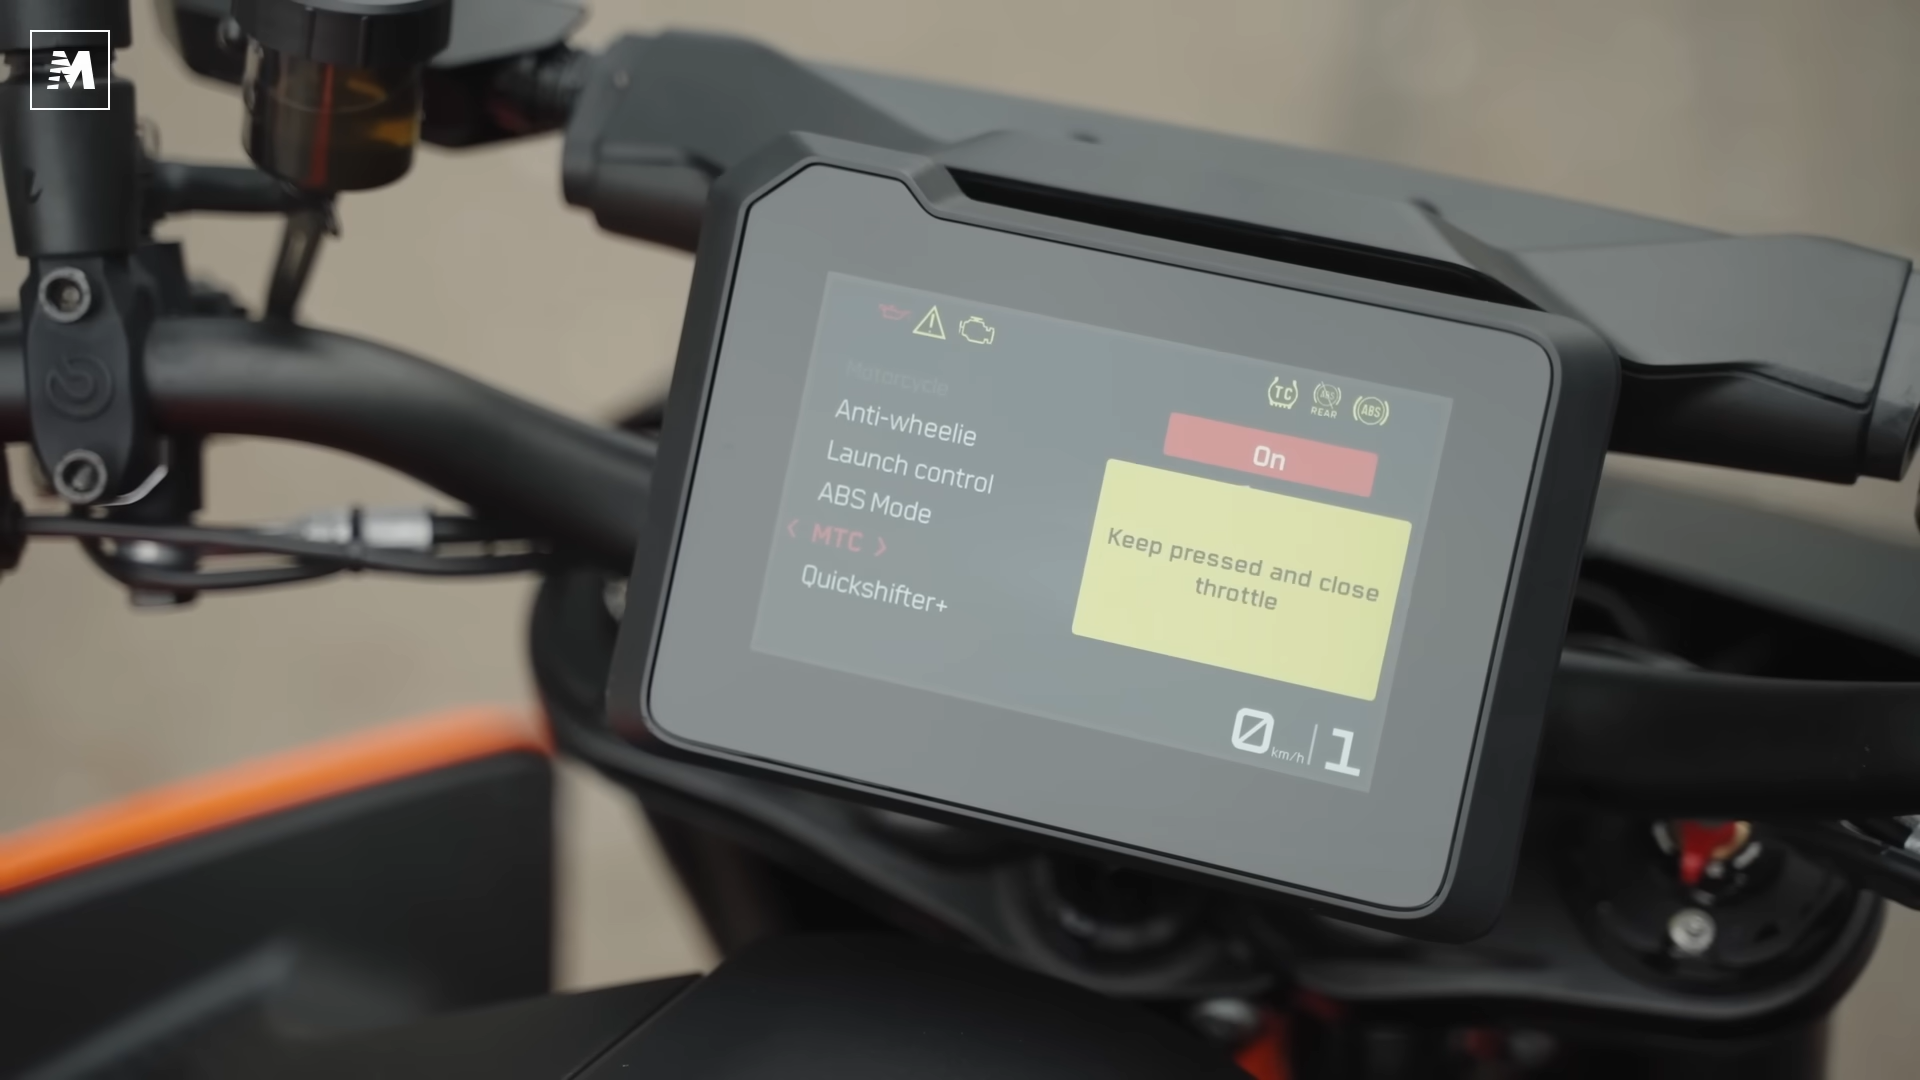 M
Motorcycle
Anti-wheelie
Launch control
ABS Mode
< MTC >
Quickshifter+
TC
ABS
REAR
ABS
On
Keep pressed and close
throttle
0 km/h | 1